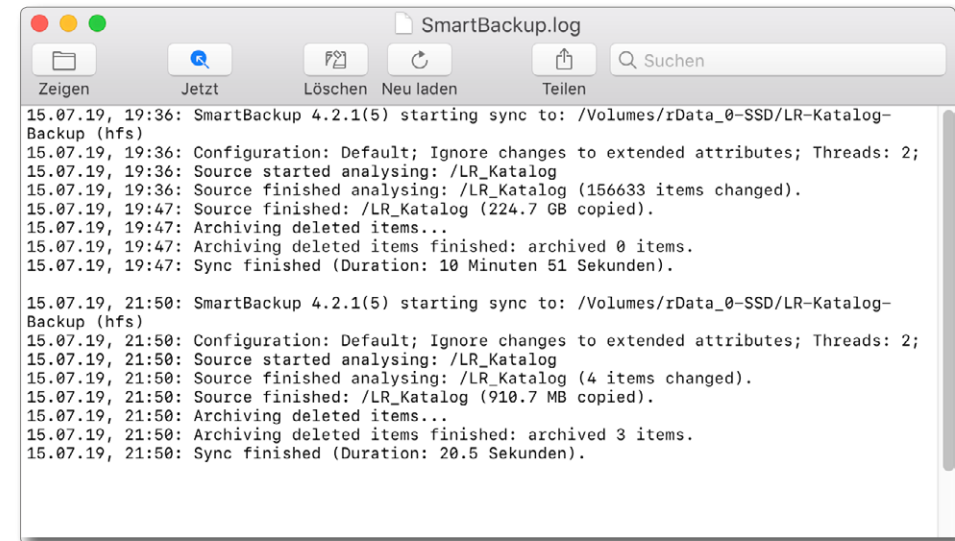 SmartBackup.log
Suchen
Zeigen Jetzt Löschen Neu laden Teilen
15.07.19, 19:36: SmartBackup 4.2.1(5) starting sync to: /Volumes/rData_0-SSD/LR-Katalog-
Backup (hfs)
15.07.19, 19:36: Configuration: Default; Ignore changes to extended attributes; Threads: 2;
15.07.19, 19:36: Source started analysing: /LR_Katalog
15.07.19, 19:36: Source finished analysing: /LR_Katalog (156633 items changed).
15.07.19, 19:47: Source finished: /LR_Katalog (224.7 GB copied).
15.07.19, 19:47: Archiving deleted items...
15.07.19, 19:47: Archiving deleted items finished: archived 0 items.
15.07.19, 19:47: Sync finished (Duration: 10 Minuten 51 Sekunden).
15.07.19, 21:50: SmartBackup 4.2.1(5) starting sync to: /Volumes/rData_0-SSD/LR-Katalog-
Backup (hfs)
15.07.19, 21:50: Configuration: Default; Ignore changes to extended attributes; Threads: 2;
15.07.19, 21:50: Source started analysing: /LR_Katalog
15.07.19, 21:50: Source finished analysing: /LR_Katalog (4 items changed).
15.07.19, 21:50: Source finished: /LR_Katalog (910.7 MB copied).
15.07.19, 21:50: Archiving deleted items...
15.07.19, 21:50: Archiving deleted items finished: archived 3 items.
15.07.19, 21:50: Sync finished (Duration: 20.5 Sekunden).